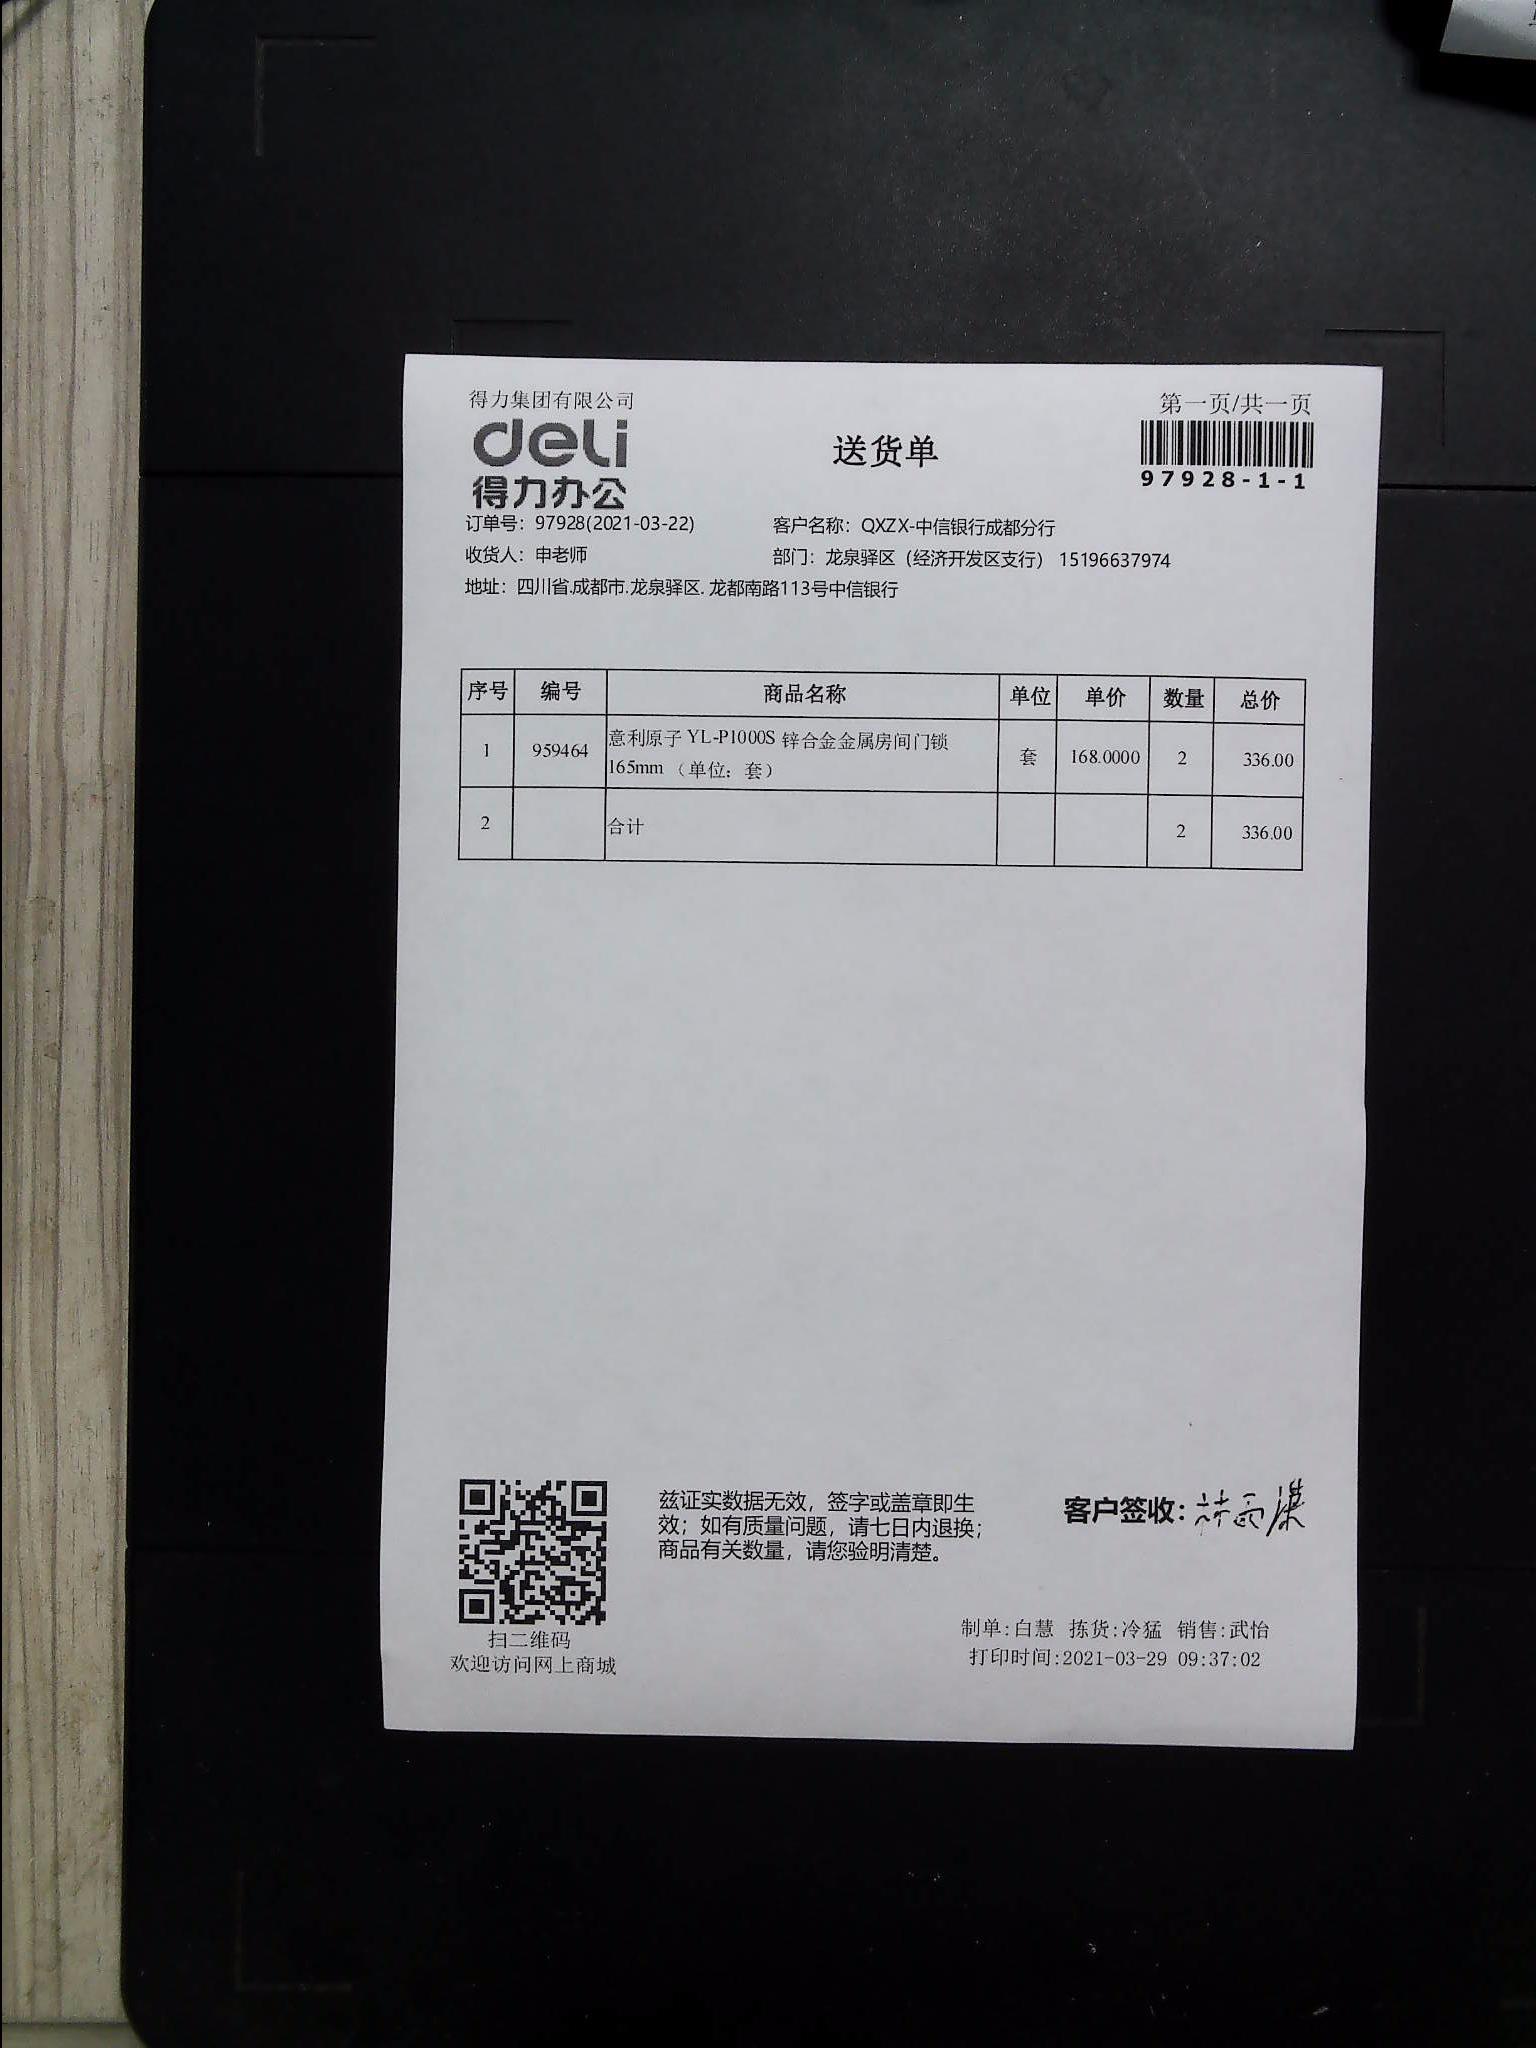 得力集团有限公司
第一页/共一页
deli
得力办公
送货单
97928-1-1
订单号：97928(2021-03-22)
客户名称：QXZX-中信银行成都分行
收货人：申老师
部门：龙泉驿区（经济开发区支行） 15196637974
地址：四川省.成都市.龙泉驿区. 龙都南路113号中信银行
序号 编号 商品名称 单位 单价 数量 总价
1 959464 意利原子 YL-P1000S 锌合金金属房间门锁 套 168.0000 2 336.00
165mm （单位：套）
2 合计 2 336.00
兹证实数据无效，签字或盖章即生
效；如有质量问题，请七日内退换；
商品有关数量，请您验明清楚。
客户签收：
扫二维码
欢迎访问网上商城
制单:白慧 拣货:冷猛 销售:武怡
打印时间:2021-03-29 09:37:02